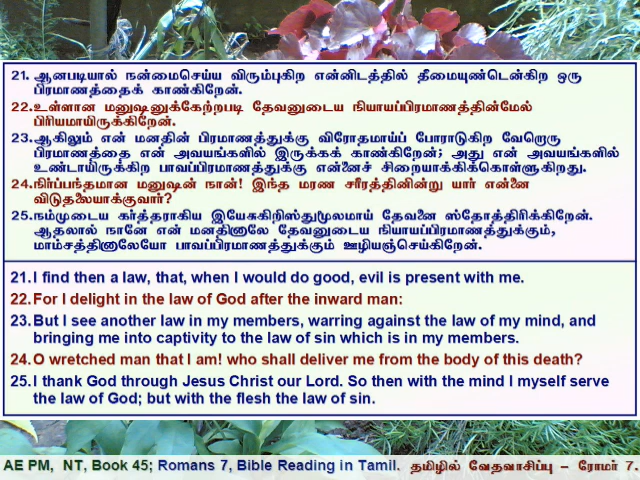 21. ஆனபடியால் நன்மைசெய்ய விரும்புகிற என்னிடத்தில் தீமையுண்டென்கிற ஒரு
பிரமாணத்தைக் காண்கிறேன்.
22. உள்ளான மனுஷனுக்கேற்றபடி தேவனுடைய நியாயப்பிரமாணத்தின்மேல்
பிரியமாயிருக்கிறேன்.
23. ஆகிலும் என் மனதின் பிரமாணத்துக்கு விரோதமாய்ப் போராடுகிற வேறொரு
பிரமாணத்தை என் அவயங்களில் இருக்கக் காண்கிறேன்; அது என் அவயங்களில்
உண்டாயிருக்கிற பாவப்பிரமாணத்துக்கு என்னைச் சிறையாக்கிக்கொள்ளுகிறது.
24. நிர்ப்பந்தமான மனுஷன் நான்! இந்த மரண சரீரத்தினின்று யார் என்னை
விடுதலையாக்குவார்?
25. நம்முடைய கர்த்தராகிய இயேசுகிறிஸ்துமூலமாய் தேவனை ஸ்தோத்திரிக்கிறேன்.
ஆதலால் நானே என் மனதினாலே தேவனுடைய நியாயப்பிரமாணத்துக்கும்,
மாம்சத்தினாலேயோ பாவப்பிரமாணத்துக்கும் ஊழியஞ்செய்கிறேன்.
21. I find then a law, that, when I would do good, evil is present with me.
22. For I delight in the law of God after the inward man:
23. But I see another law in my members, warring against the law of my mind, and
bringing me into captivity to the law of sin which is in my members.
24. O wretched man that I am! who shall deliver me from the body of this death?
25. I thank God through Jesus Christ our Lord. So then with the mind I myself serve
the law of God; but with the flesh the law of sin.
AE PM, NT, Book 45; Romans 7, Bible Reading in Tamil. தமிழில் வேதவாசிப்பு – ரோமர் 7.